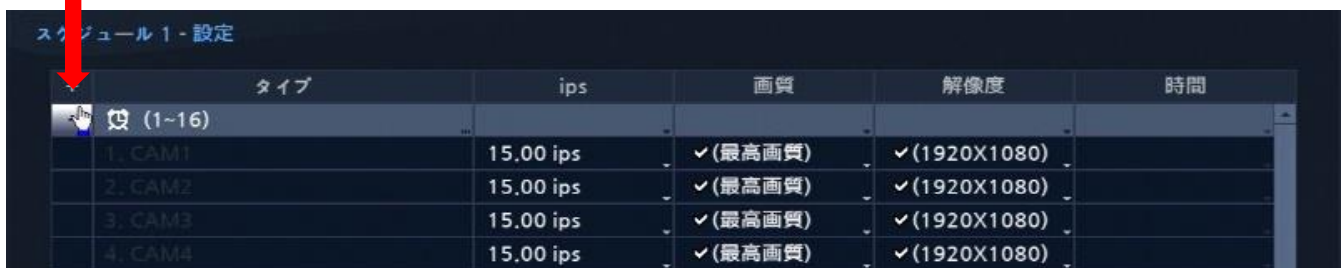 スケジュール 1 - 設定
タイプ ips 画質 解像度 時間
(1~16)
1. CAM1 15.00 ips ✓(最高画質) ✓(1920X1080)
2. CAM2 15.00 ips ✓(最高画質) ✓(1920X1080)
3. CAM3 15.00 ips ✓(最高画質) ✓(1920X1080)
4. CAM4 15.00 ips ✓(最高画質) ✓(1920X1080)